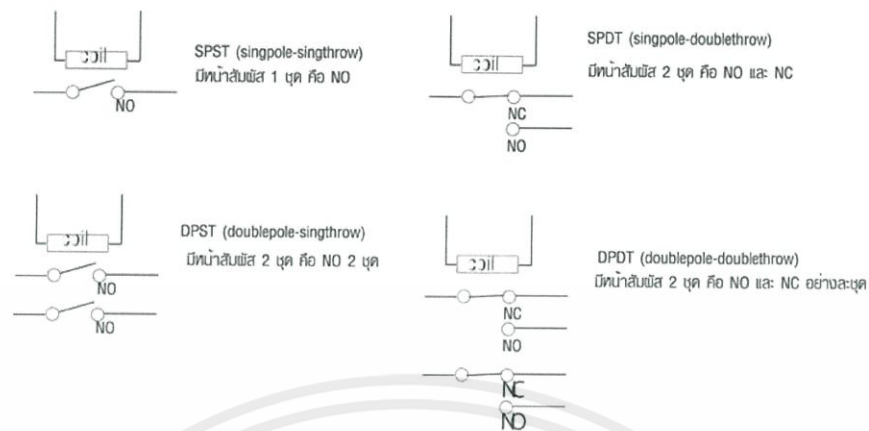 coil
SPST (singpole-singthrow)
มีหน้าสัมผัส 1 ชุด คือ NO
NO
coil
SPDT (singpole-doublethrow)
มีหน้าสัมผัส 2 ชุด คือ NO และ NC
NC
NO
coil
DPST (doublepole-singthrow)
มีหน้าสัมผัส 2 ชุด คือ NO 2 ชุด
NO
NO
coil
DPDT (doublepole-doublethrow)
มีหน้าสัมผัส 2 ชุด คือ NO และ NC อย่างละชุด
NC
NO
NC
NO